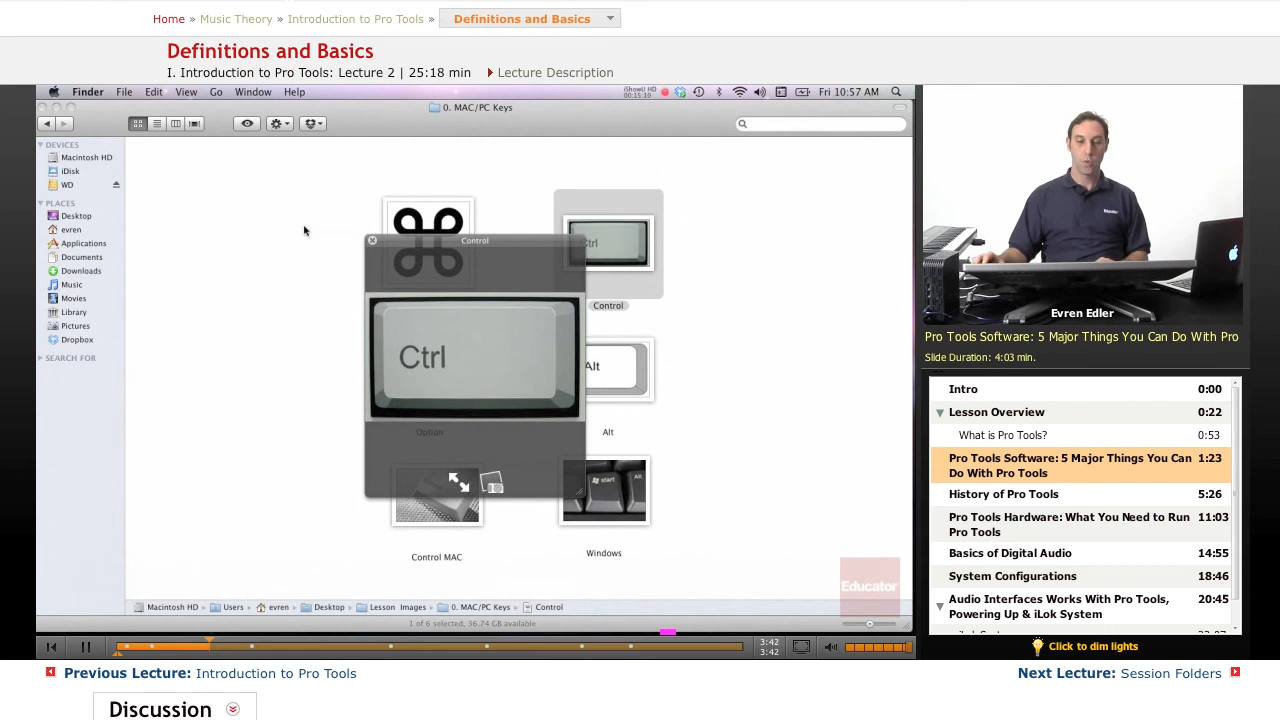 Home » Music Theory » Introduction to Pro Tools » Definitions and Basics
Definitions and Basics
I. Introduction to Pro Tools: Lecture 2 | 25:18 min Lecture Description
Finder File Edit View Go Window Help iShowU HD 00:15:10 Fri 10:57 AM
0. MAC/PC Keys
DEVICES
Macintosh HD
iDisk
WD
PLACES
Desktop
evren
Applications
Documents
Downloads
Music
Movies
Library
Pictures
Dropbox
SEARCH FOR
Control
Ctrl
Ctrl
Control
Alt
Option
Alt
start Alt
Control MAC
Windows
Educator
Macintosh HD Users evren Desktop Lesson Images 0. MAC/PC Keys Control
1 of 6 selected, 36.74 GB available
3:42
3:42
Evren Edler
Pro Tools Software: 5 Major Things You Can Do With Pro
Slide Duration: 4:03 min.
Intro 0:00
Lesson Overview 0:22
What is Pro Tools? 0:53
Pro Tools Software: 5 Major Things You Can 1:23
Do With Pro Tools
History of Pro Tools 5:26
Pro Tools Hardware: What You Need to Run 11:03
Pro Tools
Basics of Digital Audio 14:55
System Configurations 18:46
Audio Interfaces Works With Pro Tools, 20:45
Powering Up & iLok System
Click to dim lights
Previous Lecture: Introduction to Pro Tools
Next Lecture: Session Folders
Discussion